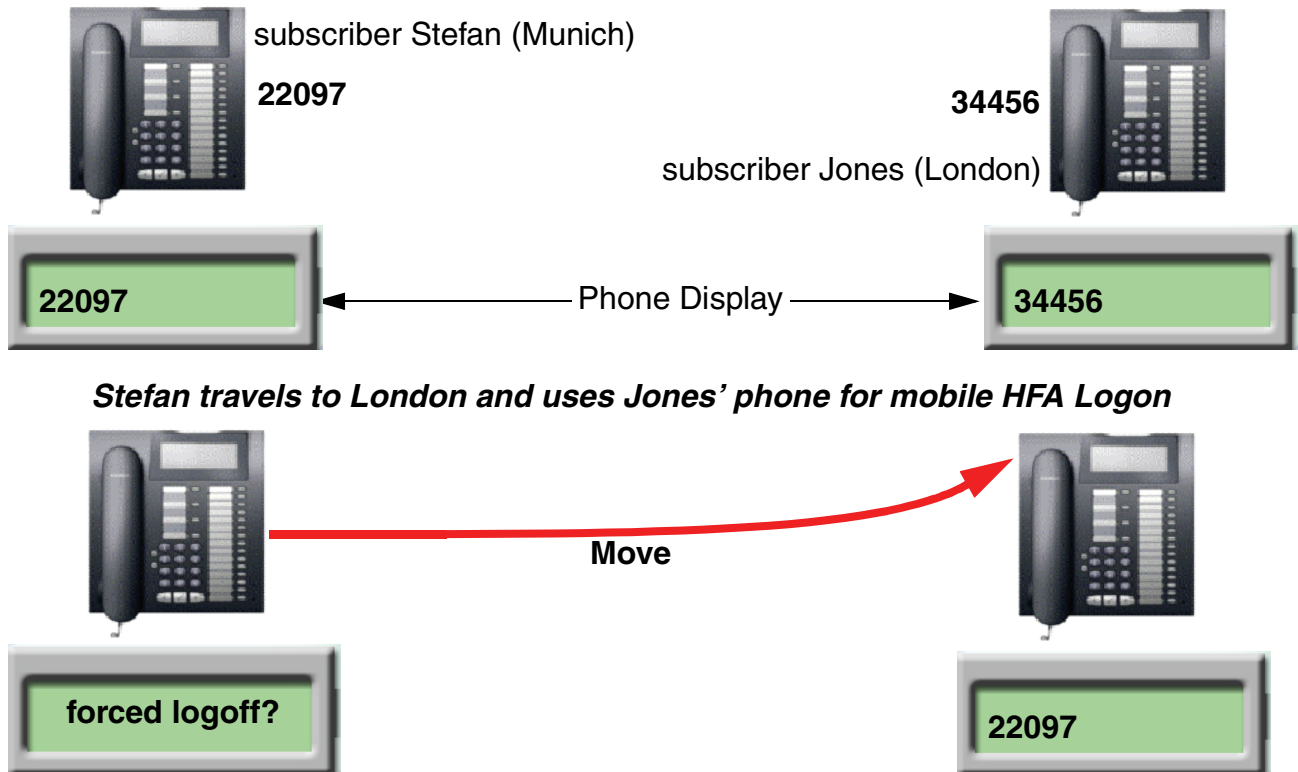 subscriber Stefan (Munich)
22097
34456
subscriber Jones (London)
22097
Phone Display
34456
Stefan travels to London and uses Jones’ phone for mobile HFA Logon
Move
forced logoff?
22097